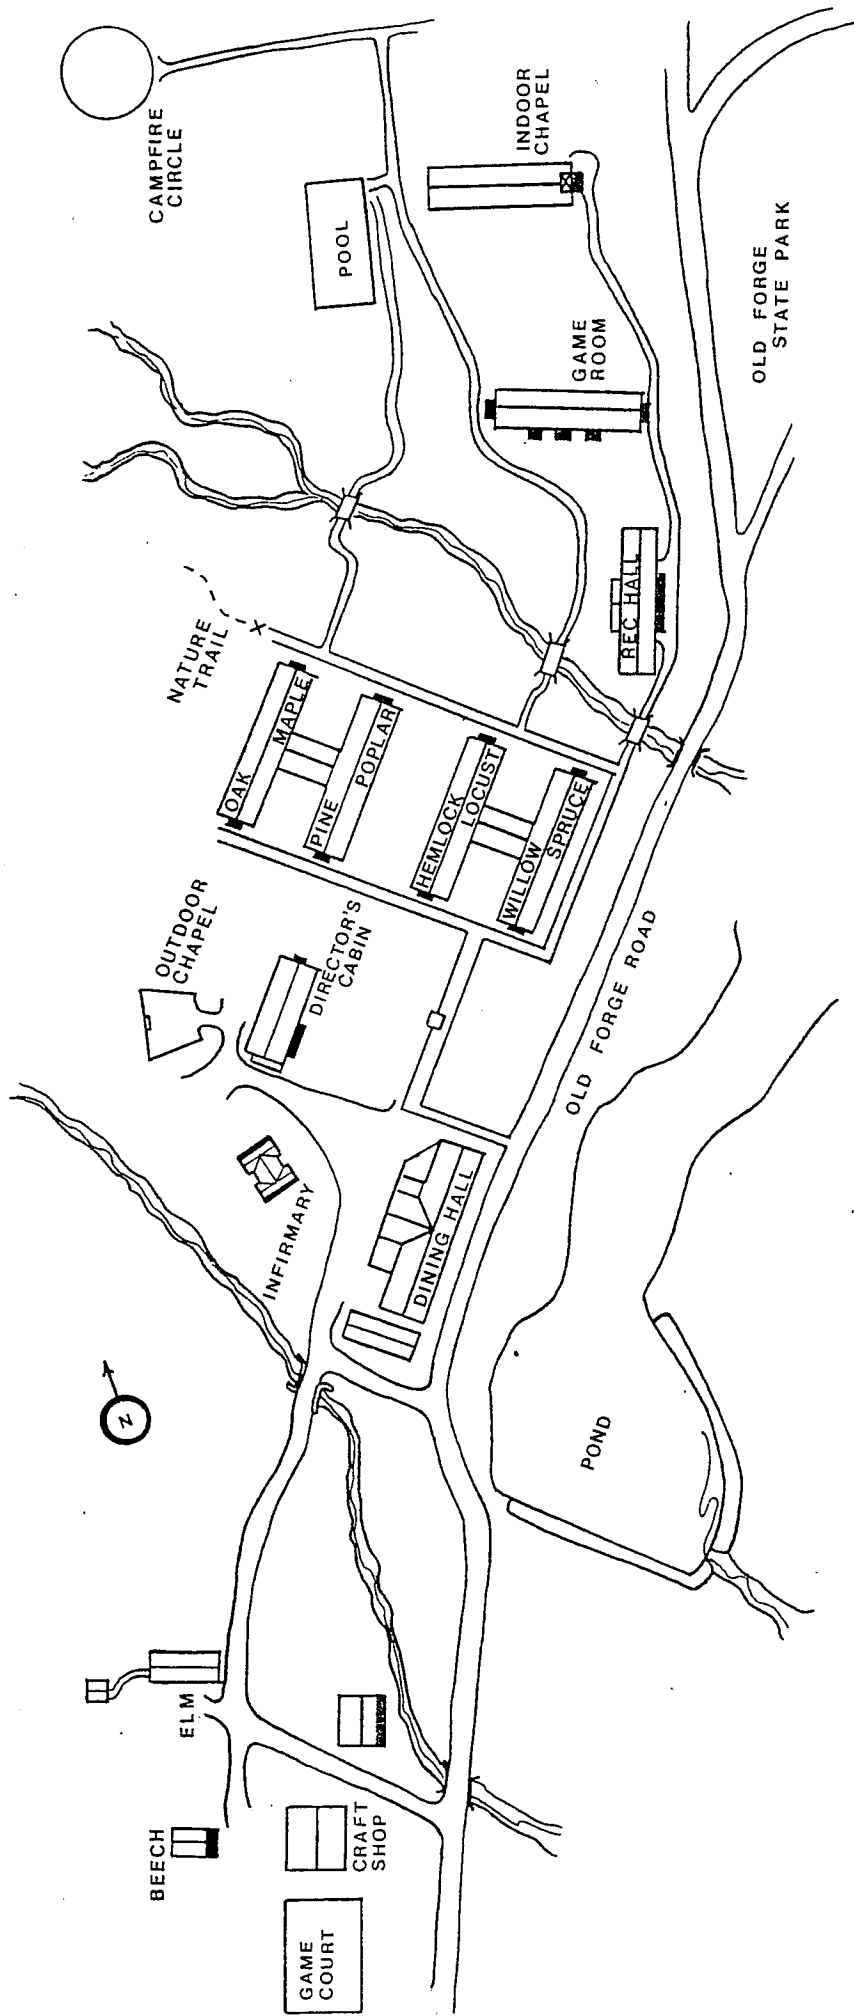 CAMPFIRE
CIRCLE
POOL
INDOOR
CHAPEL
GAME
ROOM
OLD FORGE
STATE PARK
REC HALL
NATURE
TRAIL
OAK
MAPLE
PINE
POPLAR
HEMLOCK
LOCUST
WILLOW
SPRUCE
OUTDOOR
CHAPEL
DIRECTOR'S
CABIN
OLD FORGE ROAD
INFIRMARY
DINING HALL
N
POND
ELM
BEECH
CRAFT
SHOP
GAME
COURT